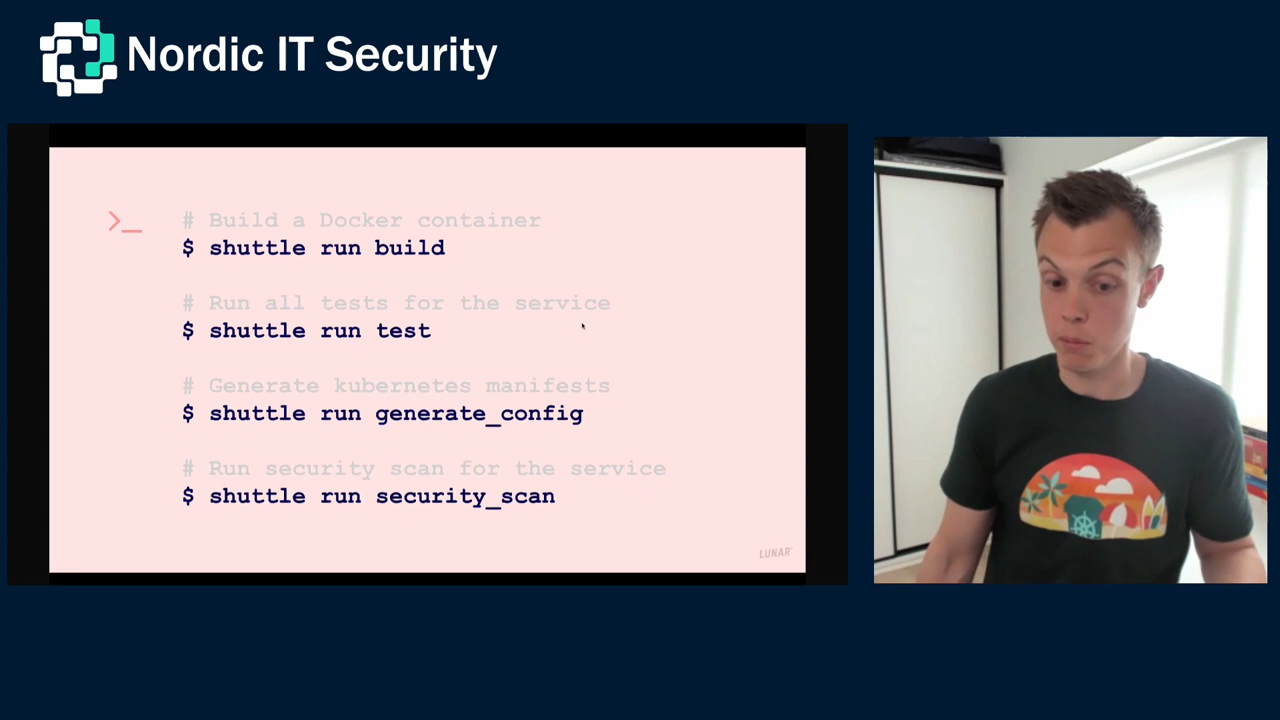 Nordic IT Security
>_ # Build a Docker container
$ shuttle run build
# Run all tests for the service
$ shuttle run test
# Generate kubernetes manifests
$ shuttle run generate_config
# Run security scan for the service
$ shuttle run security_scan
LUNAR